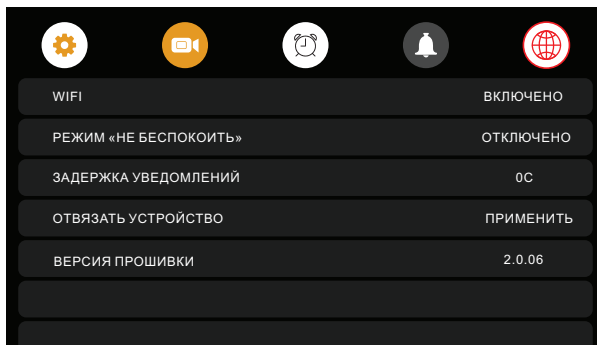 WIFI ВКЛЮЧЕНО
РЕЖИМ «НЕ БЕСПОКОИТЬ» ОТКЛЮЧЕНО
ЗАДЕРЖКА УВЕДОМЛЕНИЙ 0С
ОТВЯЗАТЬ УСТРОЙСТВО ПРИМЕНИТЬ
ВЕРСИЯ ПРОШИВКИ 2.0.06